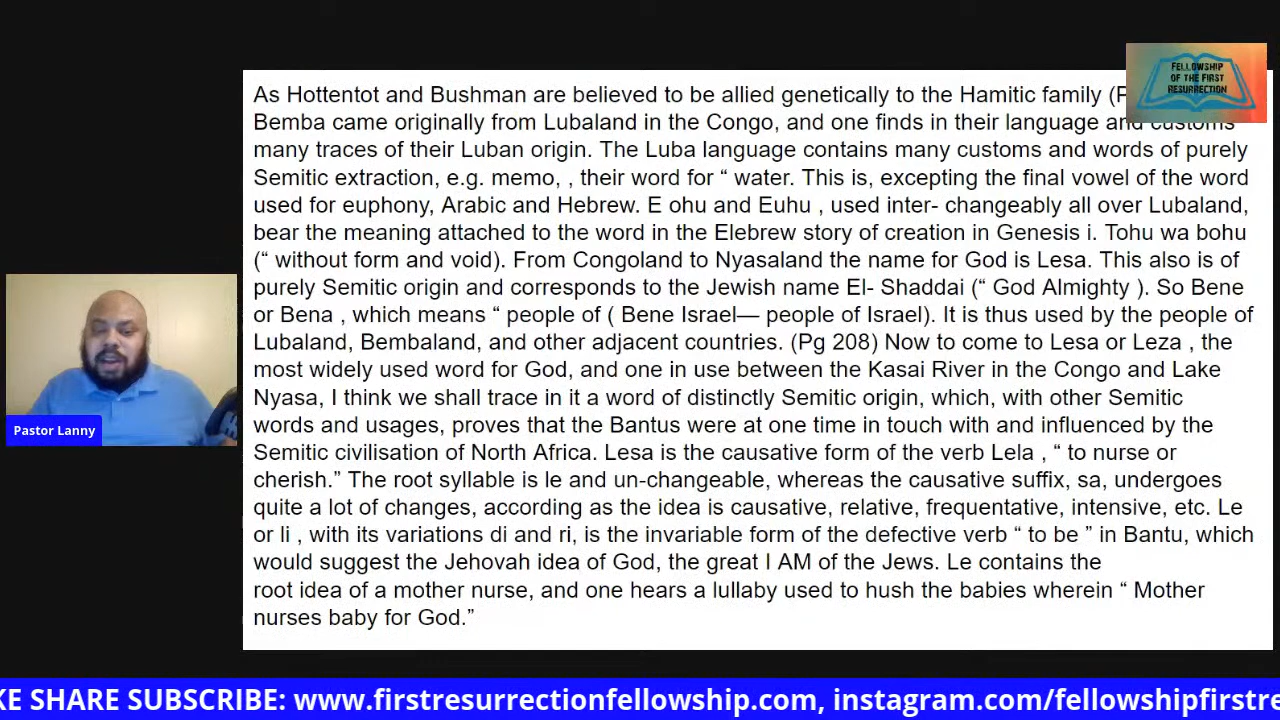 As Hottentot and Bushman are believed to be allied genetically to the Hamitic family (
Bemba came originally from Lubaland in the Congo, and one finds in their language and customs
many traces of their Luban origin. The Luba language contains many customs and words of purely
Semitic extraction, e.g. memo, , their word for “ water. This is, excepting the final vowel of the word
used for euphony, Arabic and Hebrew. E ohu and Euhu , used inter- changeably all over Lubaland,
bear the meaning attached to the word in the Elebrew story of creation in Genesis i. Tohu wa bohu
(“ without form and void). From Congoland to Nyasaland the name for God is Lesa. This also is of
purely Semitic origin and corresponds to the Jewish name El- Shaddai (“ God Almighty ). So Bene
or Bena , which means “ people of ( Bene Israel— people of Israel). It is thus used by the people of
Lubaland, Bembaland, and other adjacent countries. (Pg 208) Now to come to Lesa or Leza , the
most widely used word for God, and one in use between the Kasai River in the Congo and Lake
Nyasa, I think we shall trace in it a word of distinctly Semitic origin, which, with other Semitic
words and usages, proves that the Bantus were at one time in touch with and influenced by the
Semitic civilisation of North Africa. Lesa is the causative form of the verb Lela , “ to nurse or
cherish.” The root syllable is le and un-changeable, whereas the causative suffix, sa, undergoes
quite a lot of changes, according as the idea is causative, relative, frequentative, intensive, etc. Le
or li , with its variations di and ri, is the invariable form of the defective verb “ to be ” in Bantu, which
would suggest the Jehovah idea of God, the great I AM of the Jews. Le contains the
root idea of a mother nurse, and one hears a lullaby used to hush the babies wherein “ Mother
nurses baby for God.”
FELLOWSHIP
OF THE FIRST
RESURRECTION
Pastor Lanny
KE SHARE SUBSCRIBE: www.firstresurrectionfellowship.com, instagram.com/fellowshipfirstre